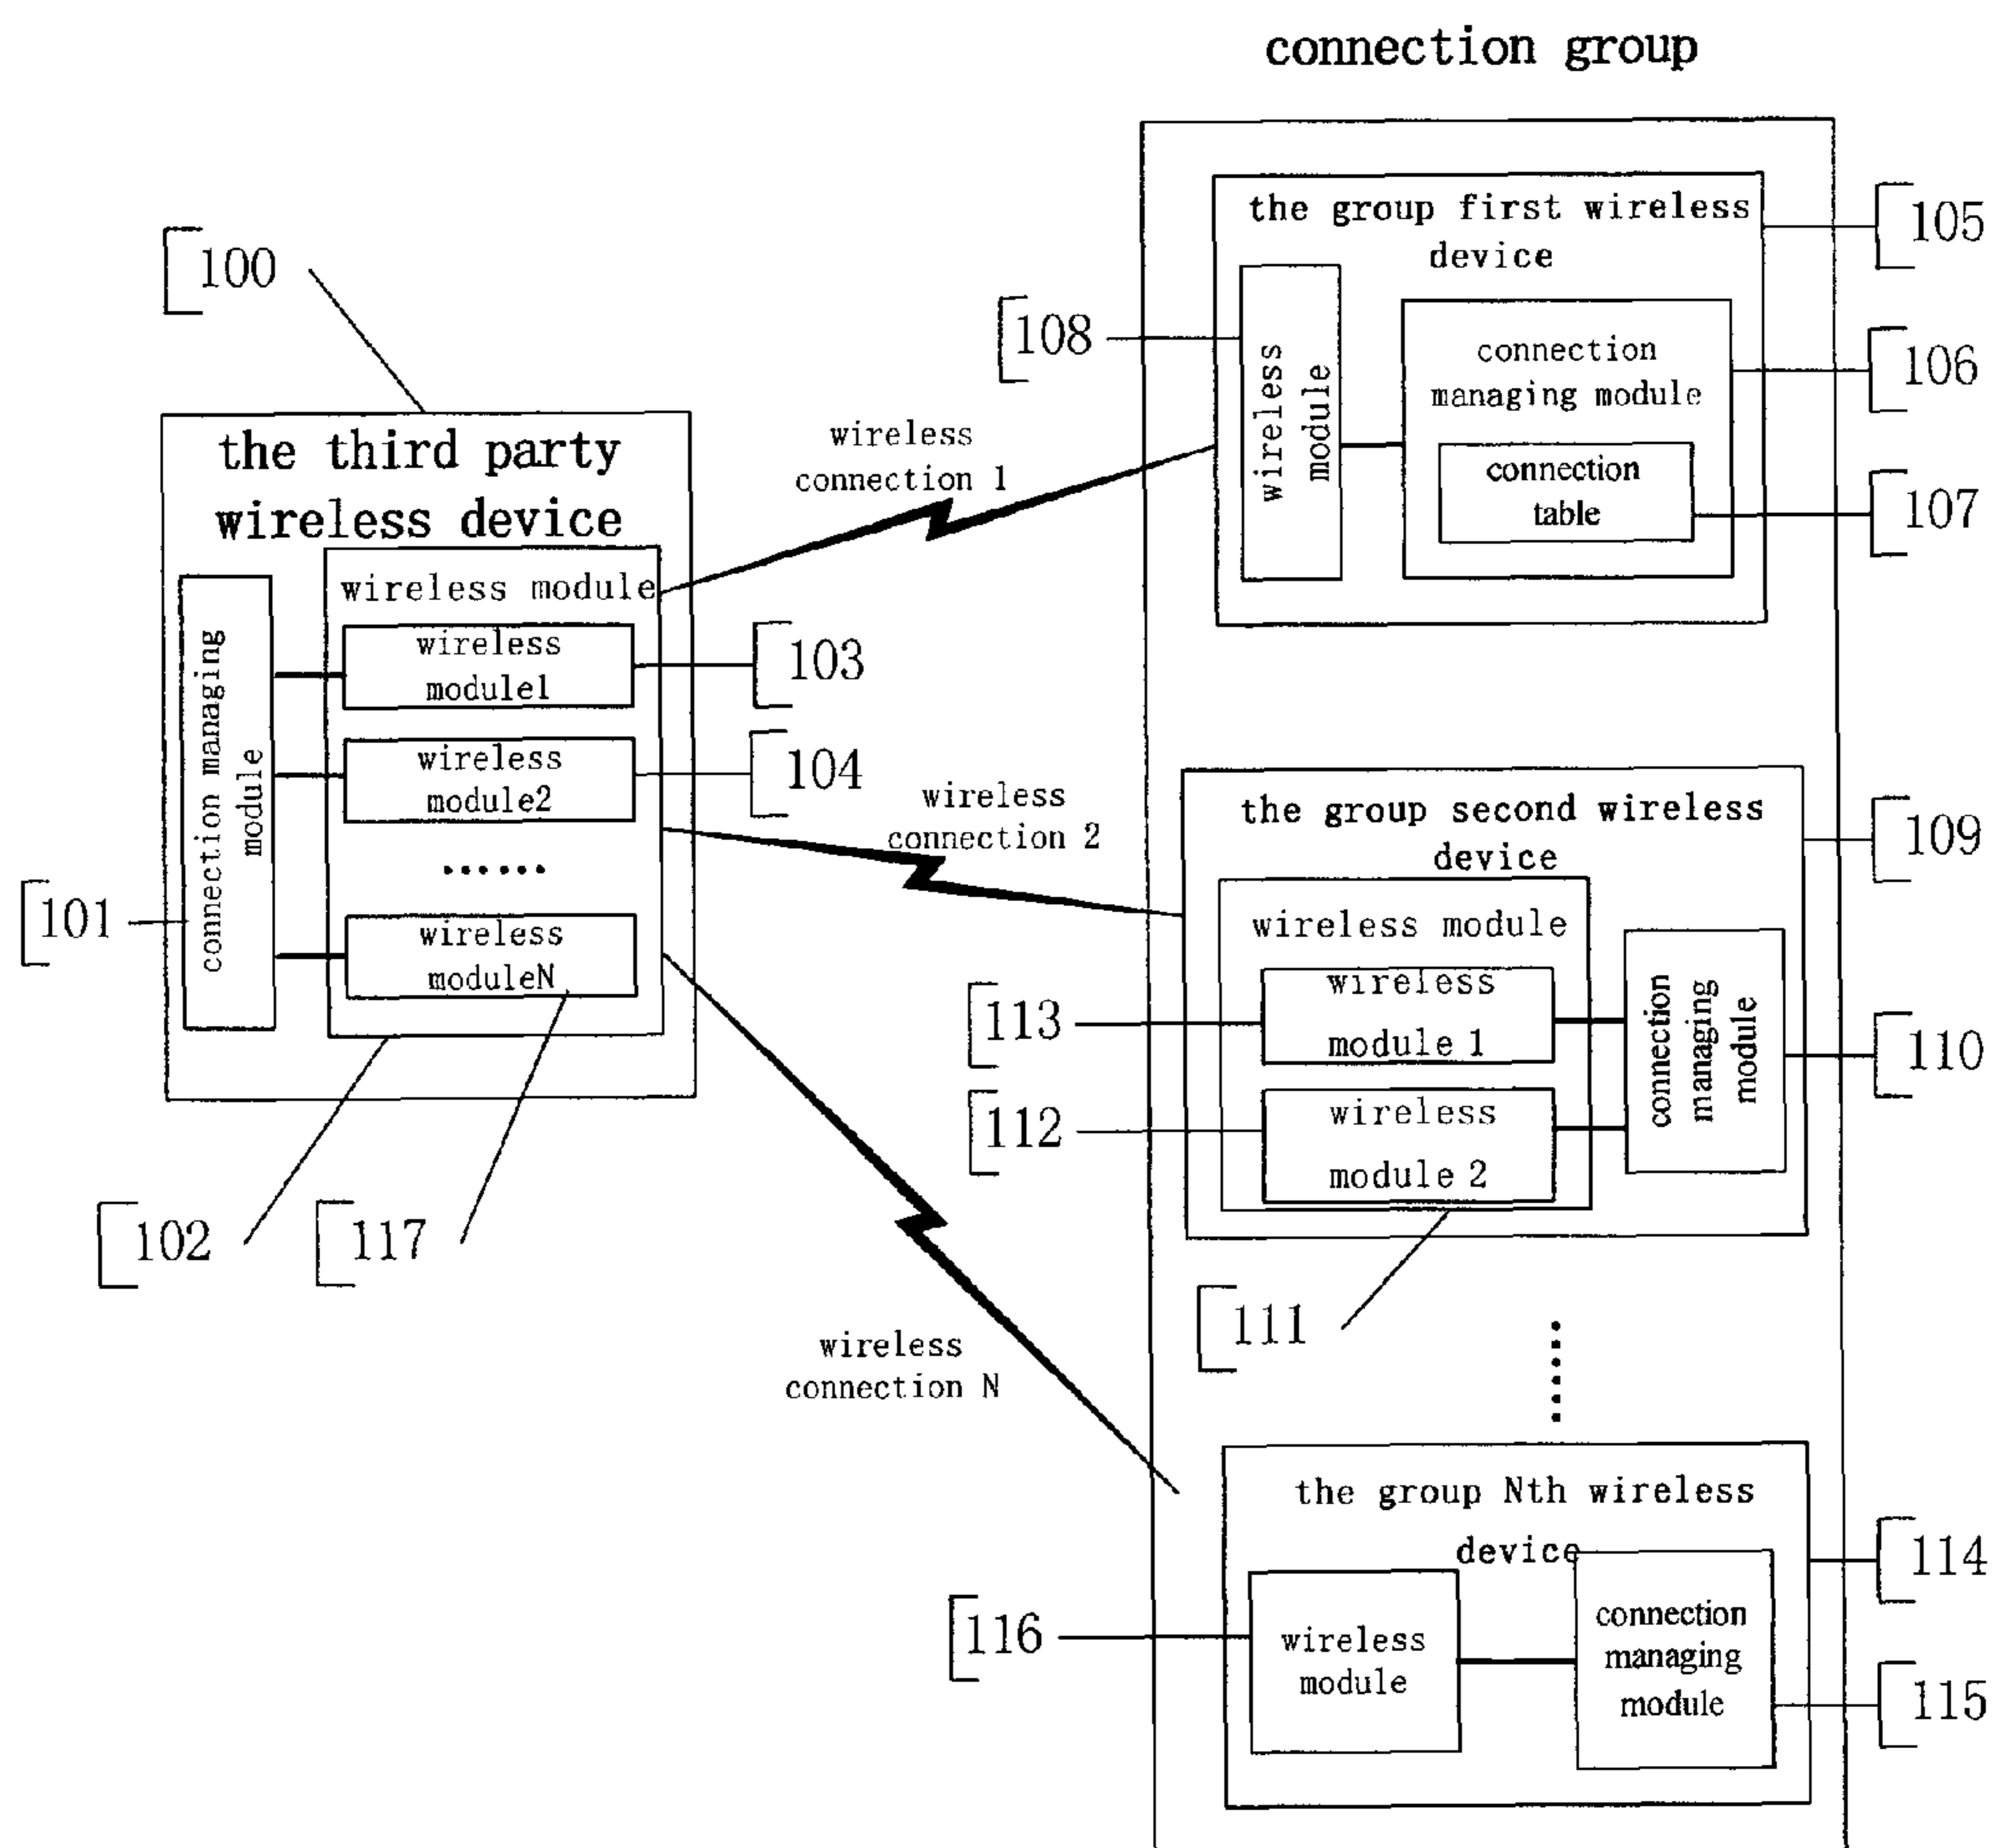 connection group
the group first wireless
device
105
wireless
module
108
connection
managing module
106
connection
table
107
100
the third party
wireless device
connection managing
module
101
wireless module
wireless
module1
103
wireless
module2
104
......
wireless
moduleN
102
117
wireless
connection 1
wireless
connection 2
wireless
connection N
the group second wireless
device
109
wireless module
wireless
module 1
113
wireless
module 2
112
connection
managing
module
110
111
......
the group Nth wireless
device
114
wireless
module
116
connection
managing
module
115